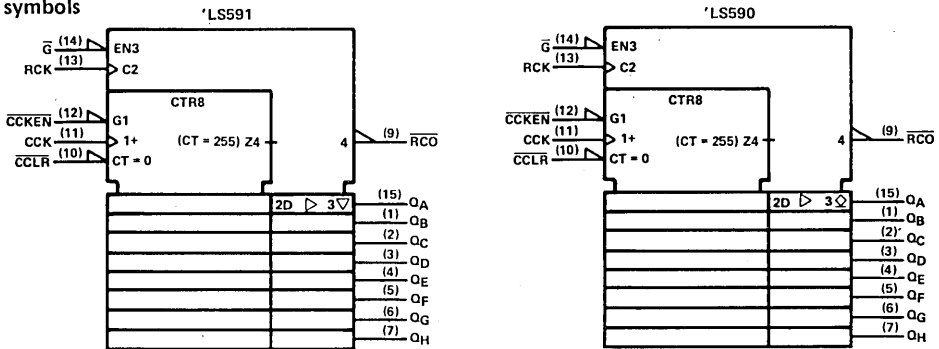 symbols
'LS591
G̅ (14) EN3
RCK (13) C2
CTR8
C̅C̅K̅E̅N̅ (12) G1
CCK (11) 1+
(CT = 255) Z4
4 (9) R̅C̅O̅
C̅C̅L̅R̅ (10) CT = 0
2D ▷ 3▽ (15) QA
(1) QB
(2) QC
(3) QD
(4) QE
(5) QF
(6) QG
(7) QH
'LS590
G̅ (14) EN3
RCK (13) C2
CTR8
C̅C̅K̅E̅N̅ (12) G1
CCK (11) 1+
(CT = 255) Z4
4 (9) R̅C̅O̅
C̅C̅L̅R̅ (10) CT = 0
2D ▷ 3◇ (15) QA
(1) QB
(2) QC
(3) QD
(4) QE
(5) QF
(6) QG
(7) QH